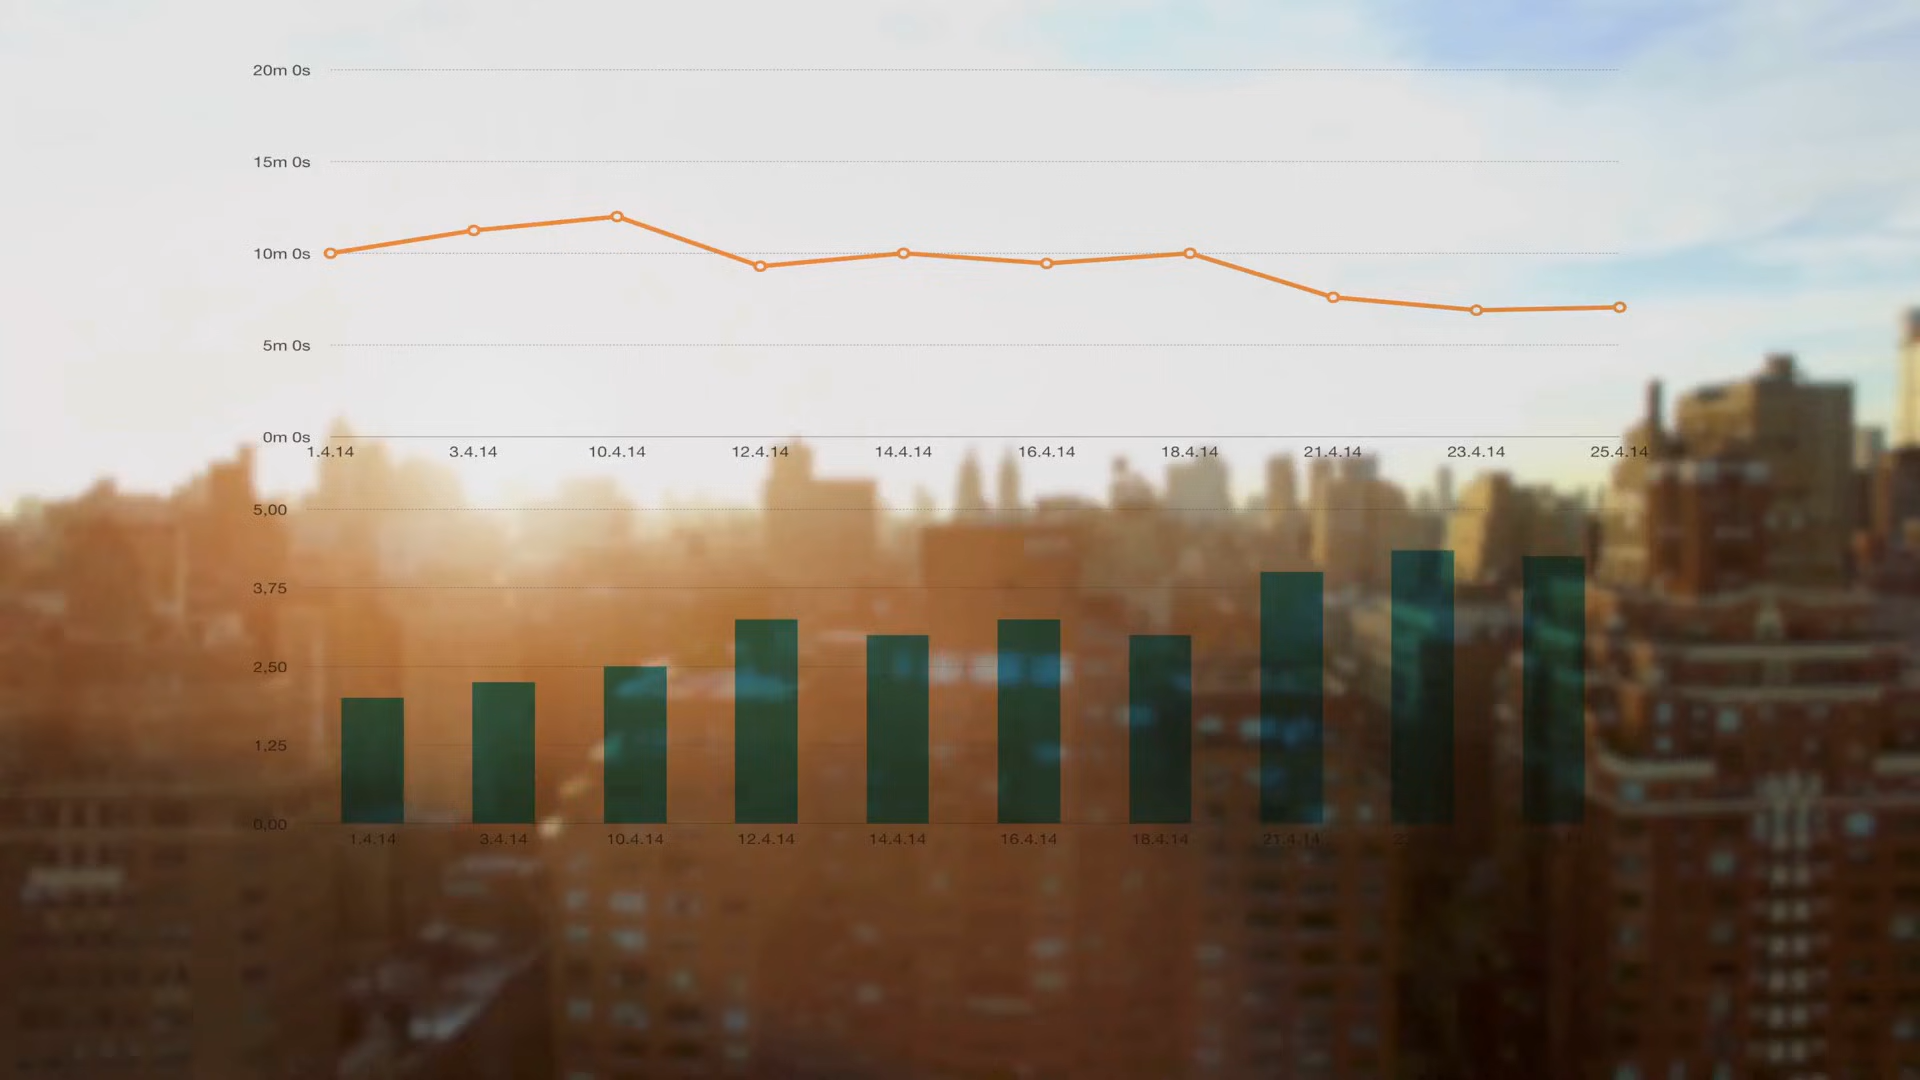 20m 0s
15m 0s
10m 0s
5m 0s
0m 0s
1.4.14 3.4.14 10.4.14 12.4.14 14.4.14 16.4.14 18.4.14 21.4.14 23.4.14 25.4.14
5,00
3,75
2,50
1,25
0,00
1.4.14 3.4.14 10.4.14 12.4.14 14.4.14 16.4.14 18.4.14 21.4.14